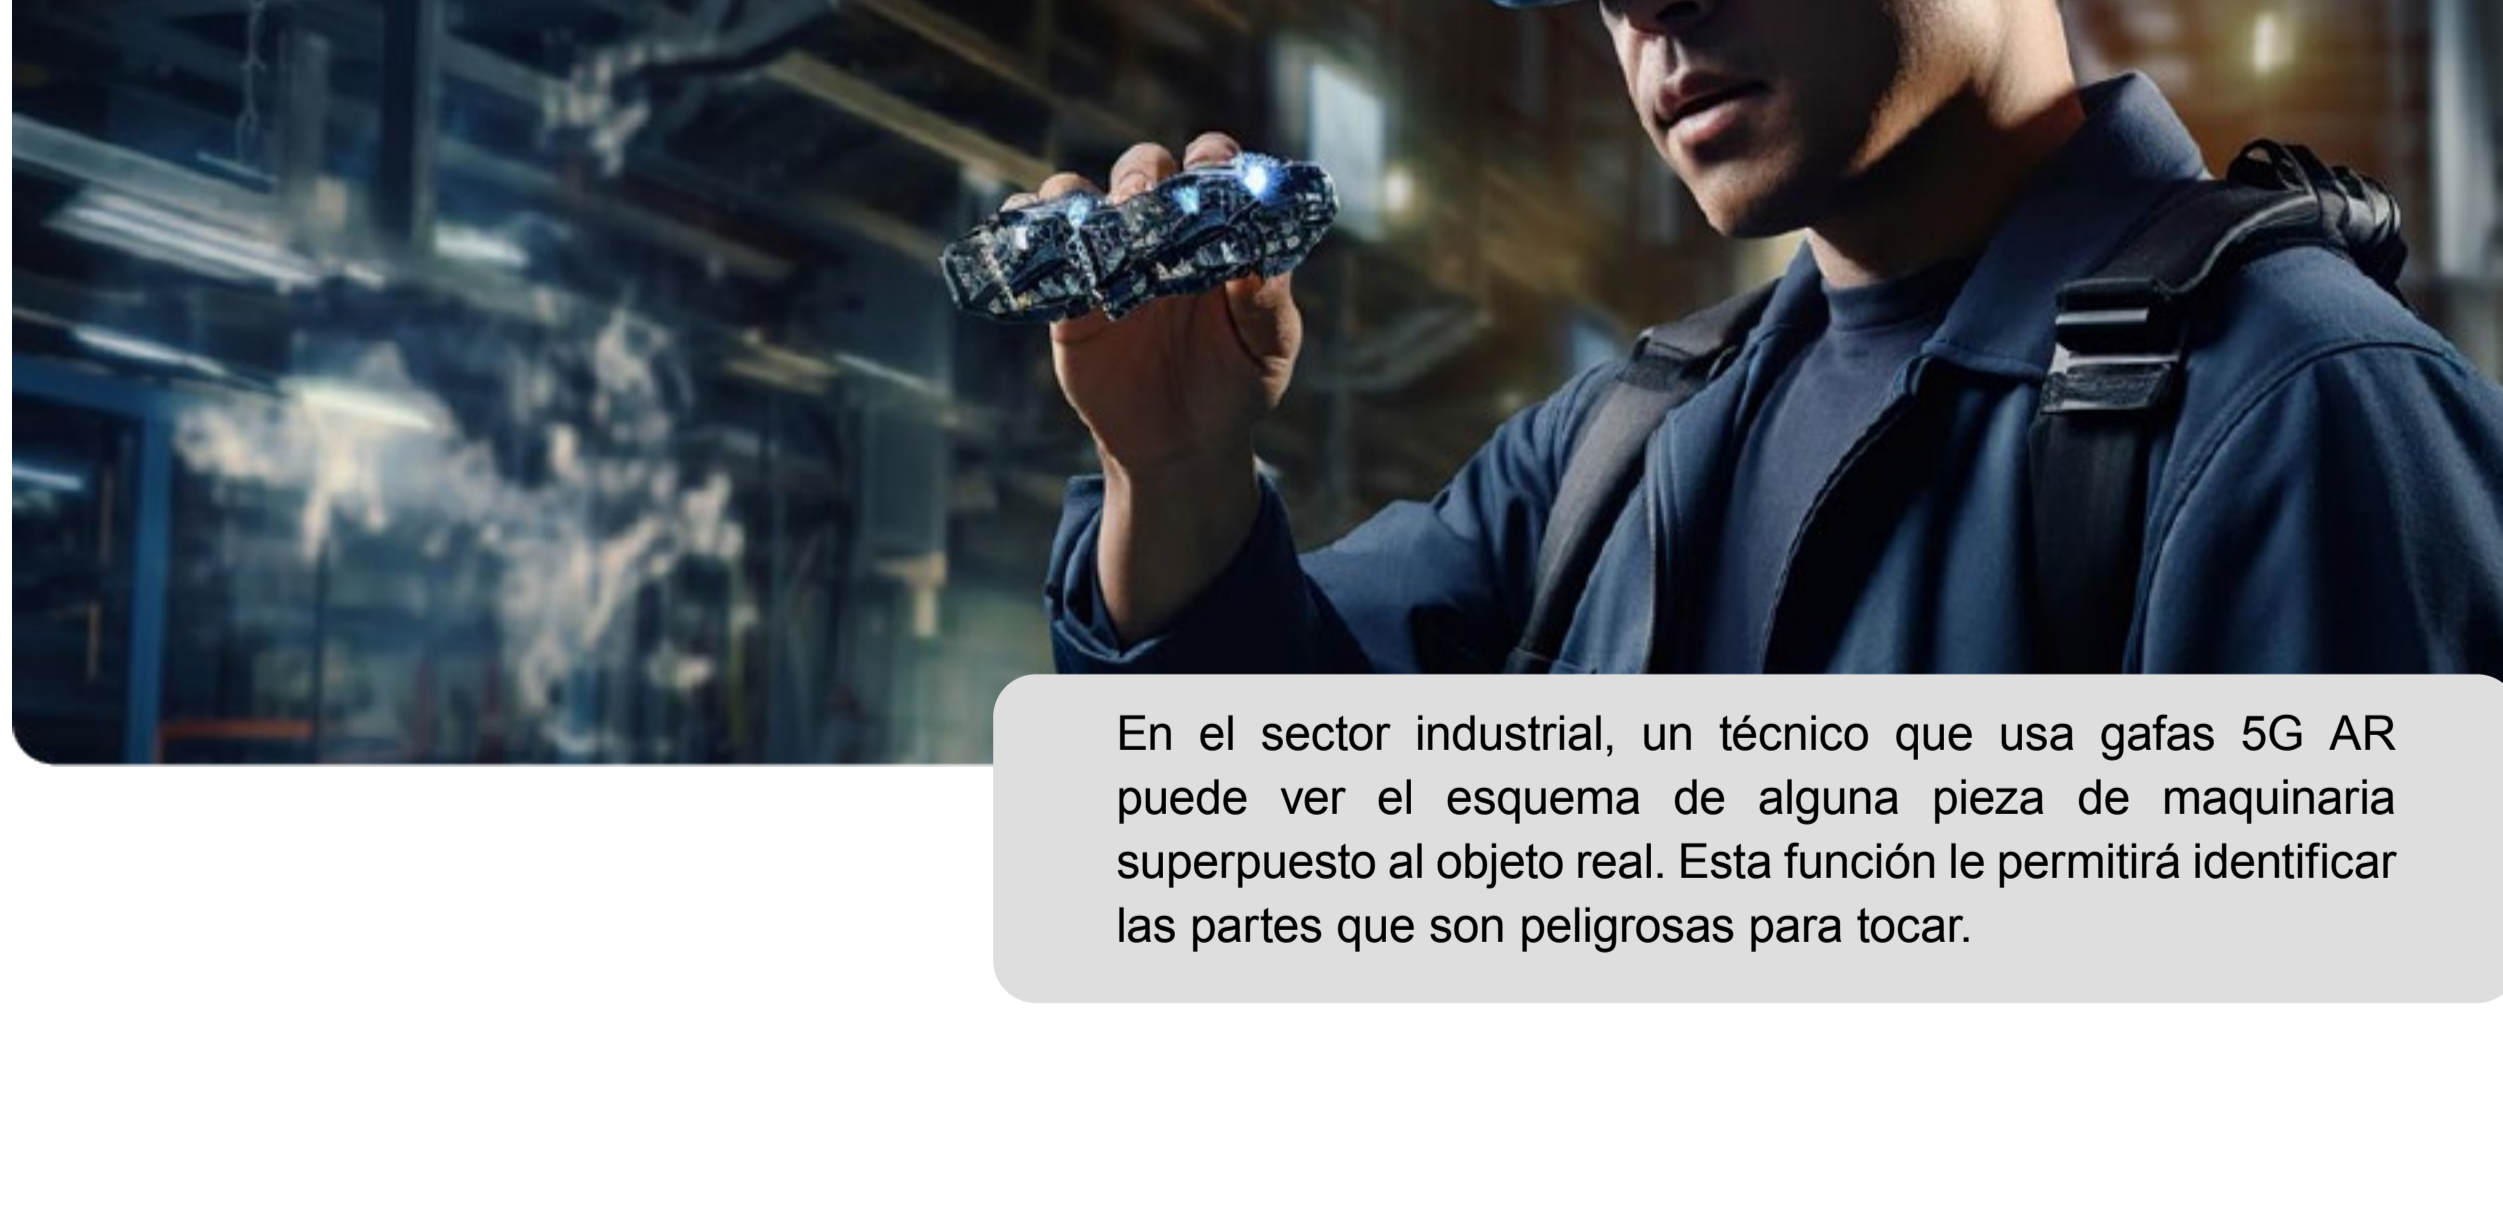 En el sector industrial, un técnico que usa gafas 5G AR
puede ver el esquema de alguna pieza de maquinaria
superpuesto al objeto real. Esta función le permitirá identificar
las partes que son peligrosas para tocar.